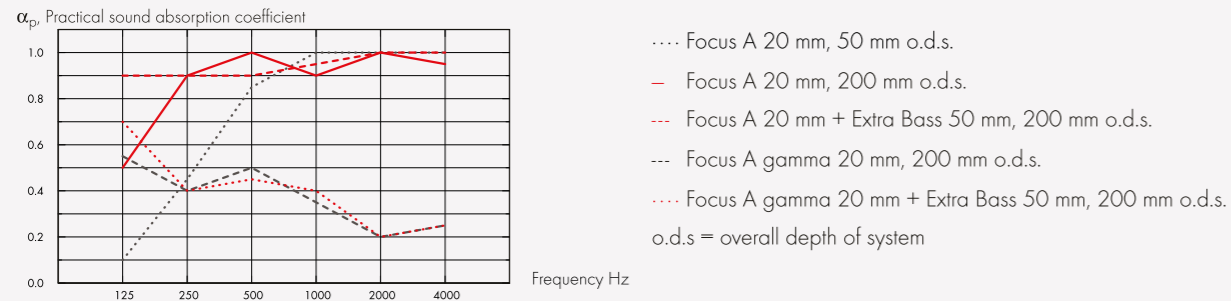 αp, Practical sound absorption coefficient
1.0
0.8
0.6
0.4
0.2
0.0
125 250 500 1000 2000 4000
Frequency Hz
···· Focus A 20 mm, 50 mm o.d.s.
– Focus A 20 mm, 200 mm o.d.s.
--- Focus A 20 mm + Extra Bass 50 mm, 200 mm o.d.s.
--- Focus A gamma 20 mm, 200 mm o.d.s.
···· Focus A gamma 20 mm + Extra Bass 50 mm, 200 mm o.d.s.
o.d.s = overall depth of system